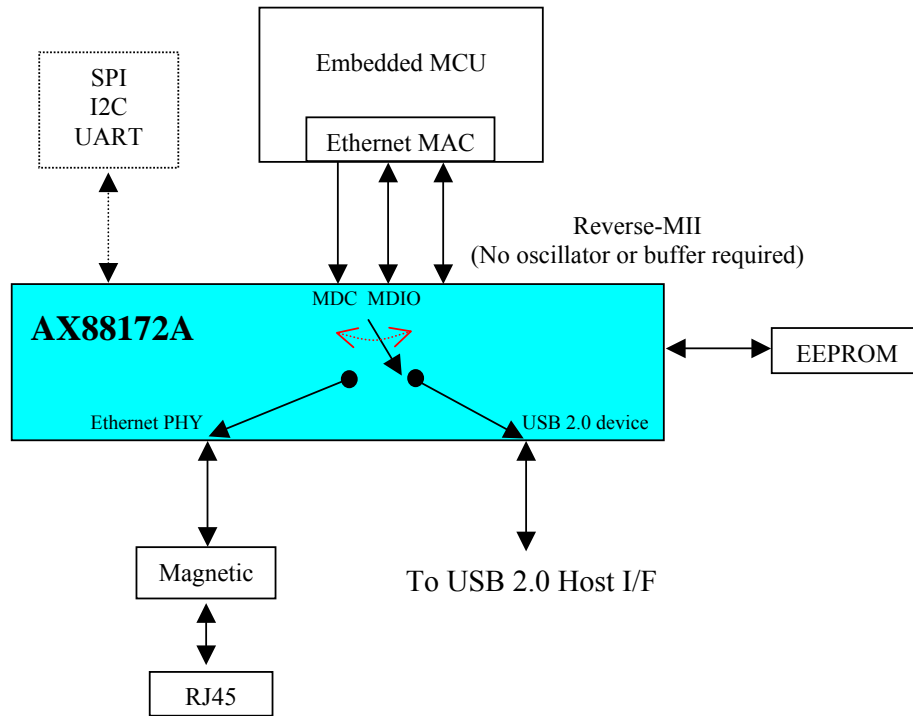 Embedded MCU
SPI
I2C
UART
Ethernet MAC
Reverse-MII
(No oscillator or buffer required)
MDC MDIO
AX88172A
EEPROM
Ethernet PHY
USB 2.0 device
Magnetic
To USB 2.0 Host I/F
RJ45